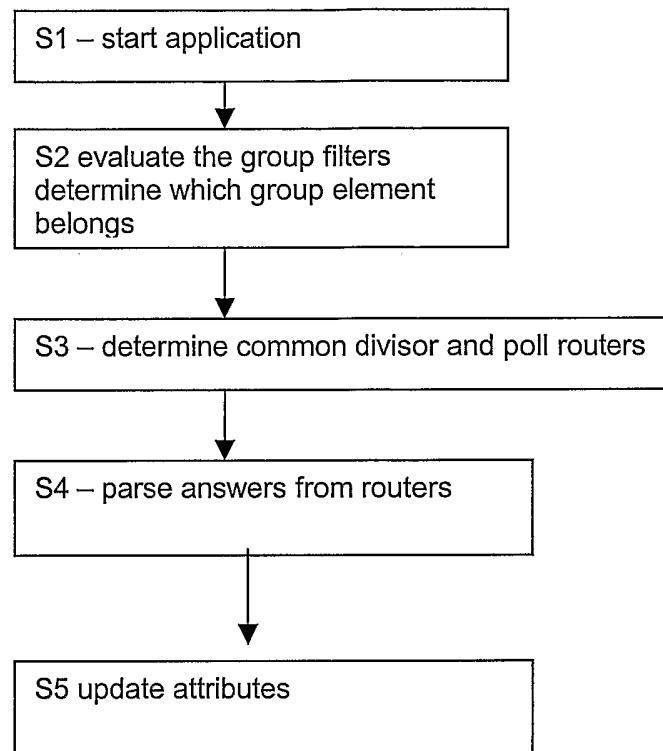 S1 – start application
S2 evaluate the group filters
determine which group element
belongs
S3 – determine common divisor and poll routers
S4 – parse answers from routers
S5 update attributes